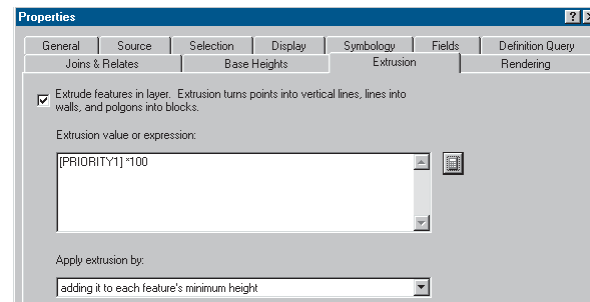 Properties
General Source Selection Display Symbology Fields Definition Query
Joins & Relates Base Heights Extrusion Rendering
Extrude features in layer. Extrusion turns points into vertical lines, lines into
walls, and polgons into blocks.
Extrusion value or expression:
[PRIORITY1] *100
Apply extrusion by:
adding it to each feature's minimum height